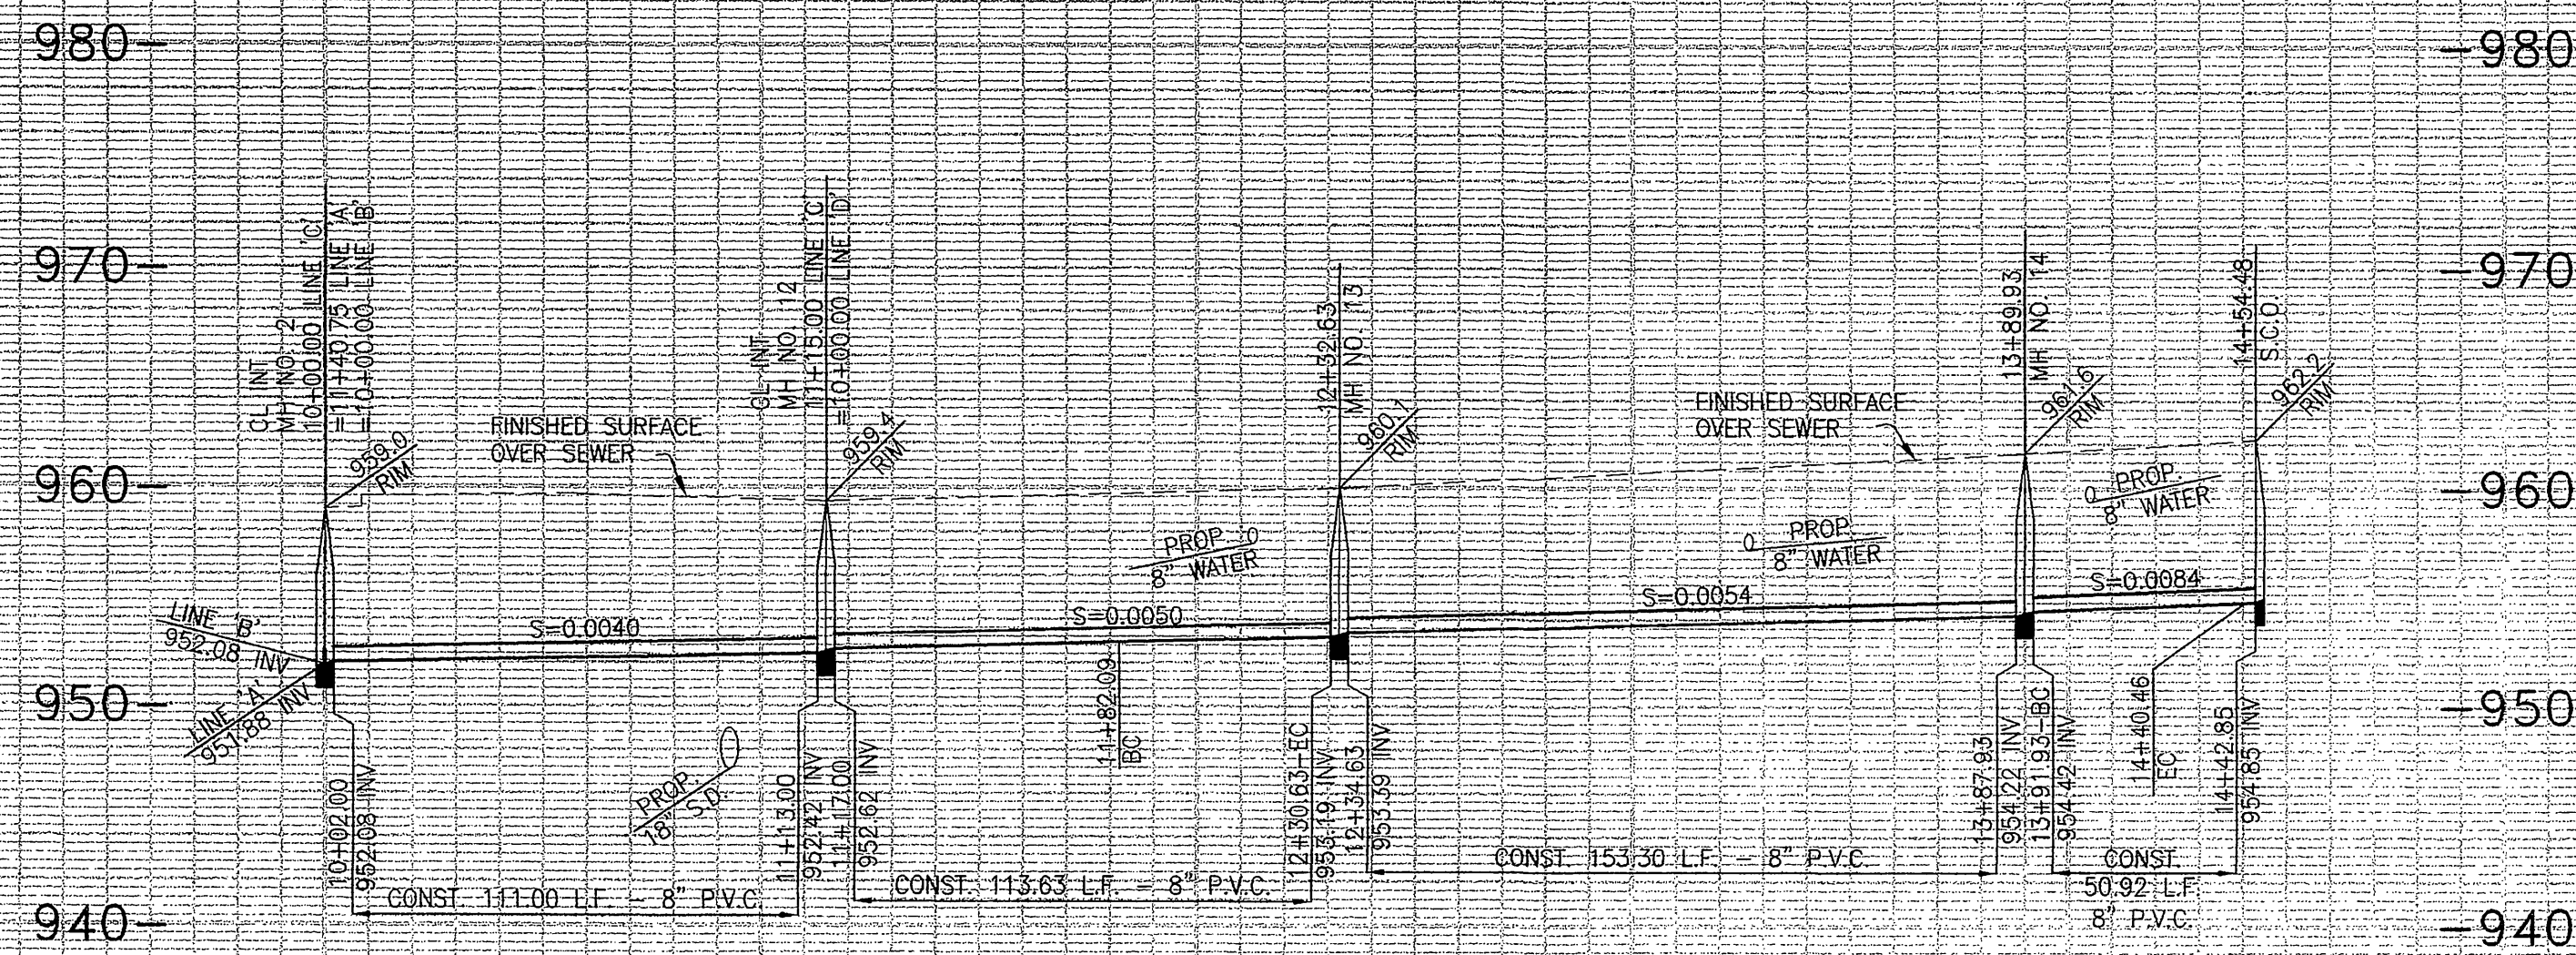 980-
-980
970-
-970
960-
-960
950-
-950
940-
-940
CL INT
MH NO. 2
10+00.00 LINE 'C'
=11+40.75 LINE 'A'
=10+00.00 LINE 'B'
959.0
RIM
FINISHED SURFACE
OVER SEWER
CL INT
MH NO. 12
11+15.00 LINE 'C'
=10+00.00 LINE 'D'
959.4
RIM
12+32.63
MH NO. 13
960.1
RIM
FINISHED SURFACE
OVER SEWER
13+89.93
MH NO. 14
961.6
RIM
14+54.48
S.C.O.
962.2
RIM
PROP.
8" WATER
PROP.
8" WATER
PROP.
8" WATER
LINE 'B'
952.08 INV
LINE 'A'
951.88 INV
S=0.0040
S=0.0050
S=0.0054
S=0.0084
10+02.00
952.08 INV
PROP.
18" S.D.
11+13.00
952.42 INV
11+17.00
952.62 INV
11+82.09
BC
12+30.63-EC
953.19 INV
12+34.63
953.39 INV
13+87.93
954.22 INV
13+91.93-BC
954.42 INV
14+40.46
EC
14+42.85
954.85 INV
CONST. 111.00 L.F. - 8" P.V.C.
CONST. 113.63 L.F. - 8" P.V.C.
CONST. 153.30 L.F. - 8" P.V.C.
CONST.
50.92 L.F.
8" P.V.C.